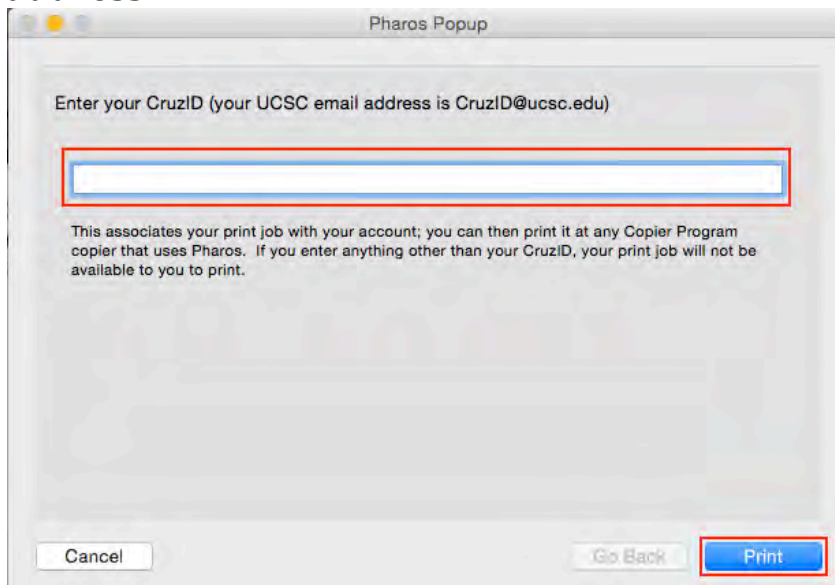 Pharos Popup
Enter your CruzID (your UCSC email address is CruzID@ucsc.edu)
This associates your print job with your account; you can then print it at any Copier Program
copier that uses Pharos. If you enter anything other than your CruzID, your print job will not be
available to you to print.
Cancel
Go Back
Print